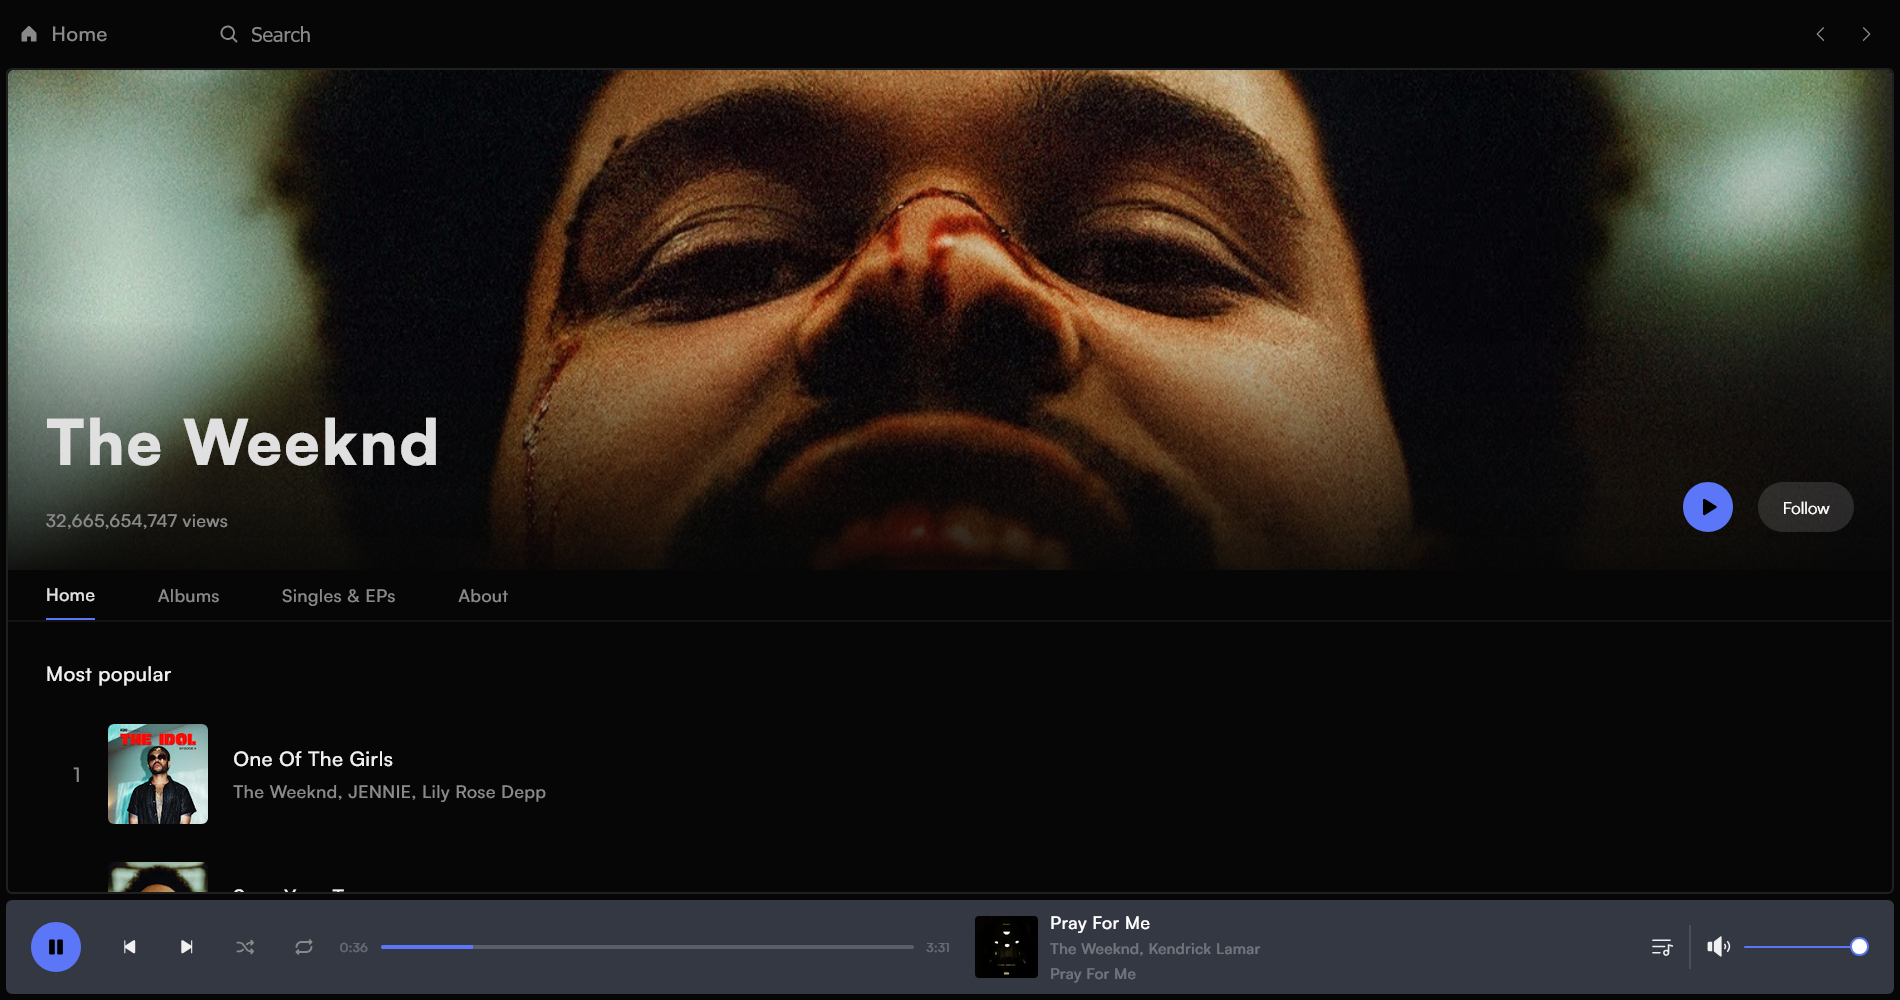 Home
Search
The Weeknd
32,665,654,747 views
Follow
Home
Albums
Singles & EPs
About
Most popular
1
THE IDOL
One Of The Girls
The Weeknd, JENNIE, Lily Rose Depp
0:36
3:31
Pray For Me
The Weeknd, Kendrick Lamar
Pray For Me